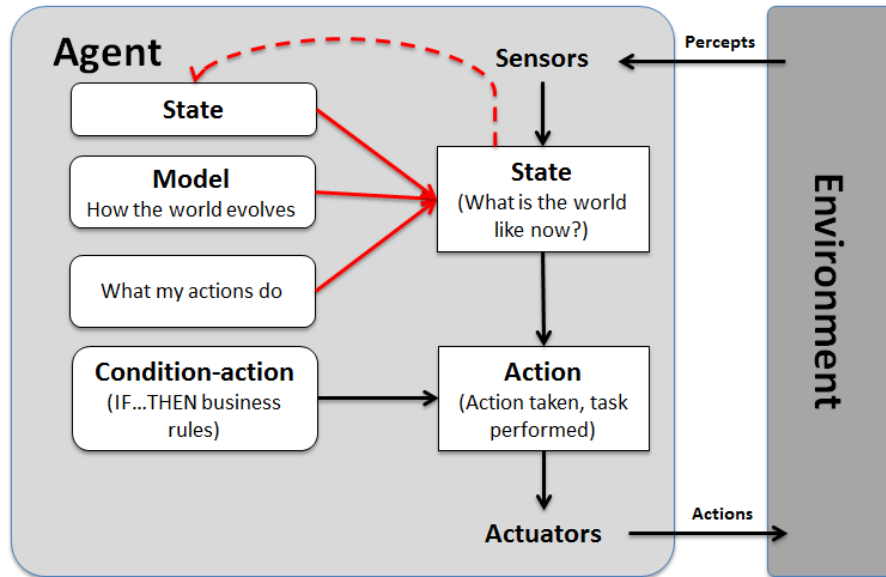 Agent
Sensors
Percepts
State
Model
How the world evolves
What my actions do
State
(What is the world
like now?)
Condition-action
(IF...THEN business
rules)
Action
(Action taken, task
performed)
Actuators
Actions
Environment